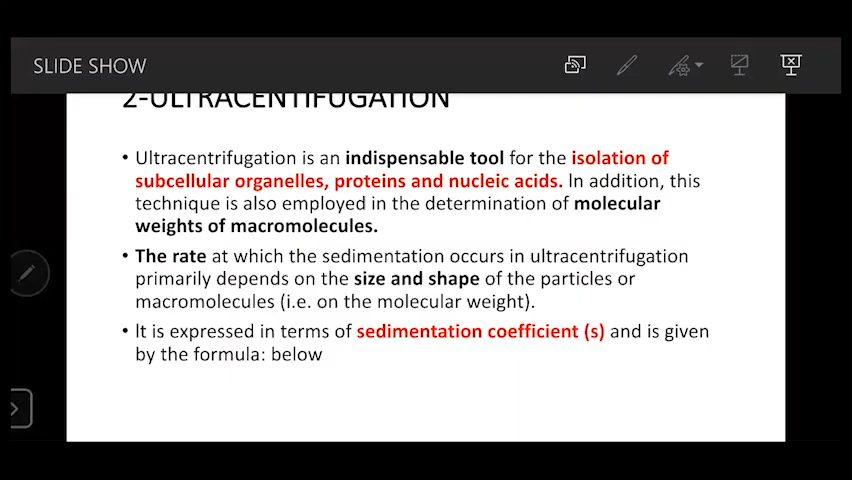 SLIDE SHOW
2-ULTRACENTIFUGATION
• Ultracentrifugation is an indispensable tool for the isolation of
subcellular organelles, proteins and nucleic acids. In addition, this
technique is also employed in the determination of molecular
weights of macromolecules.
• The rate at which the sedimentation occurs in ultracentrifugation
primarily depends on the size and shape of the particles or
macromolecules (i.e. on the molecular weight).
• It is expressed in terms of sedimentation coefficient (s) and is given
by the formula: below